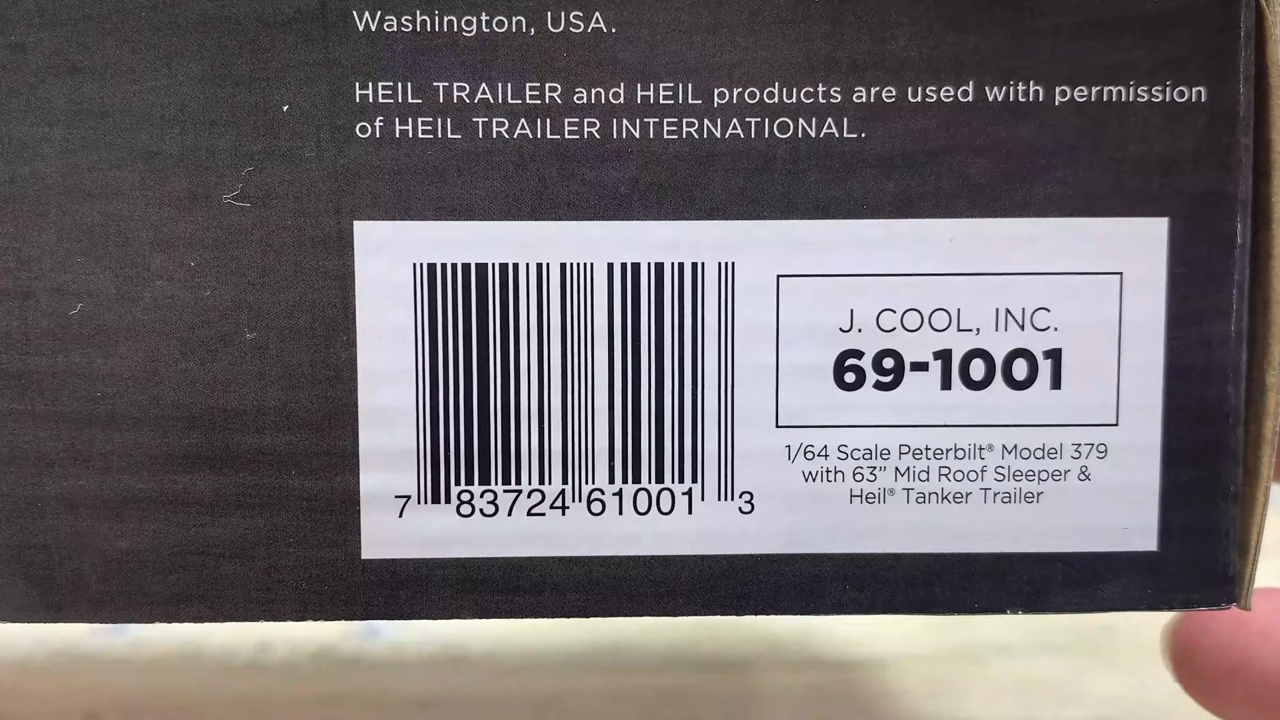 Washington, USA.
HEIL TRAILER and HEIL products are used with permission
of HEIL TRAILER INTERNATIONAL.
J. COOL, INC.
69-1001
1/64 Scale Peterbilt® Model 379
with 63” Mid Roof Sleeper &
Heil® Tanker Trailer
7 83724 61001 3